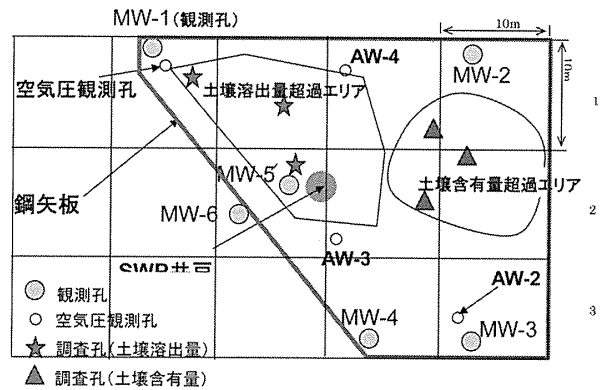 MW-1(観測孔)
10m
AW-4
MW-2
10m
空気圧観測孔
土壌溶出量超過エリア
1
MW-5
土壌含有量超過エリア
鋼矢板
MW-6
2
AW-3
AW-2
観測孔
空気圧観測孔
MW-4
MW-3
3
調査孔(土壌溶出量)
調査孔(土壌含有量)